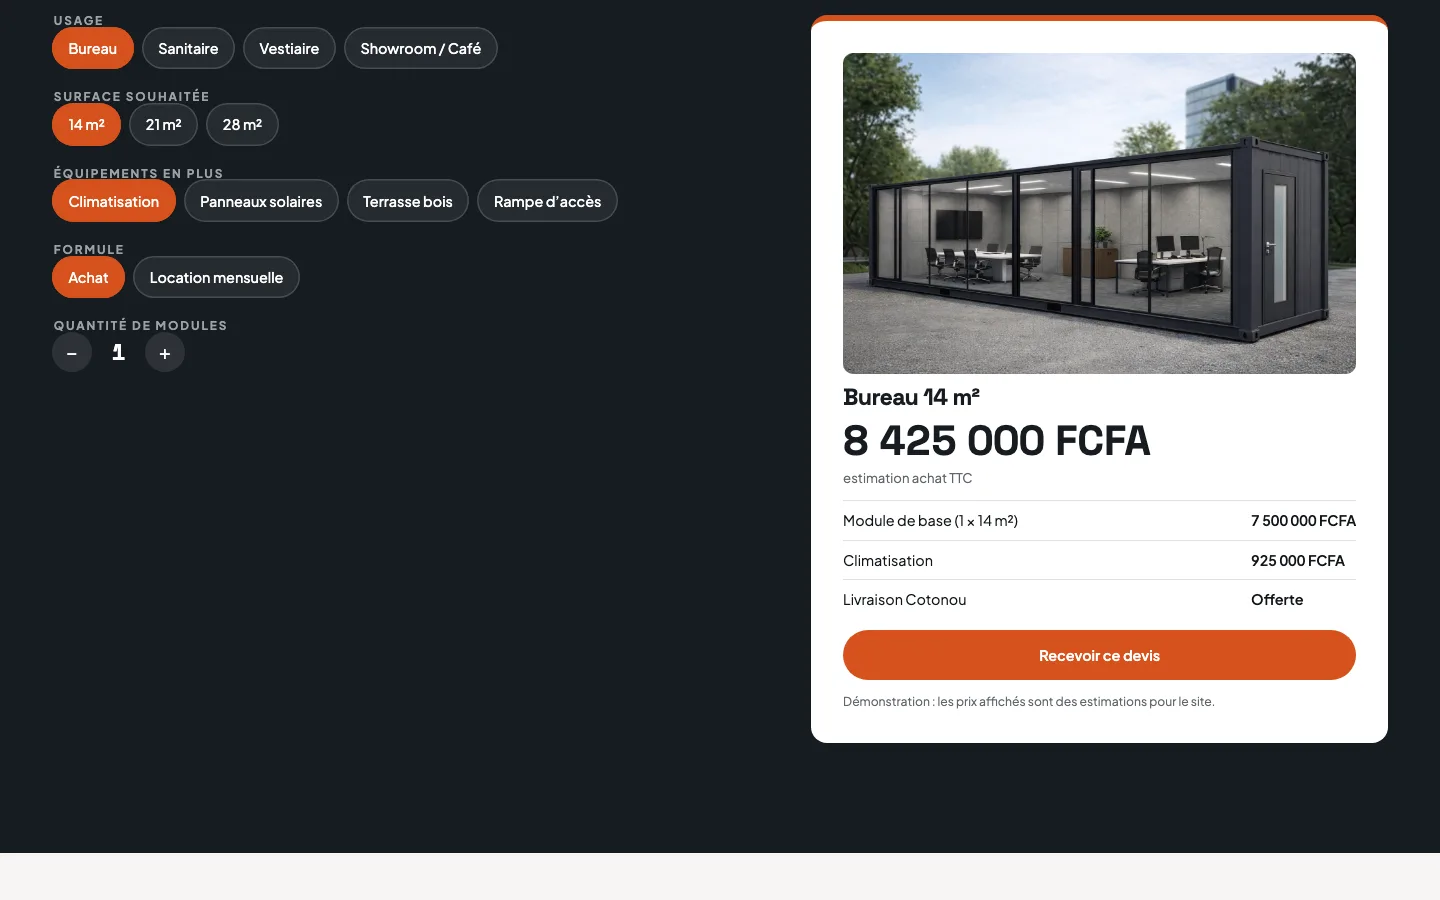 USAGE
Bureau Sanitaire Vestiaire Showroom / Café
SURFACE SOUHAITÉE
14 m² 21 m² 28 m²
ÉQUIPEMENTS EN PLUS
Climatisation Panneaux solaires Terrasse bois Rampe d’accès
FORMULE
Achat Location mensuelle
QUANTITÉ DE MODULES
– 1 +
Bureau 14 m²
8 425 000 FCFA
estimation achat TTC
Module de base (1 × 14 m²) 7 500 000 FCFA
Climatisation 925 000 FCFA
Livraison Cotonou Offerte
Recevoir ce devis
Démonstration : les prix affichés sont des estimations pour le site.